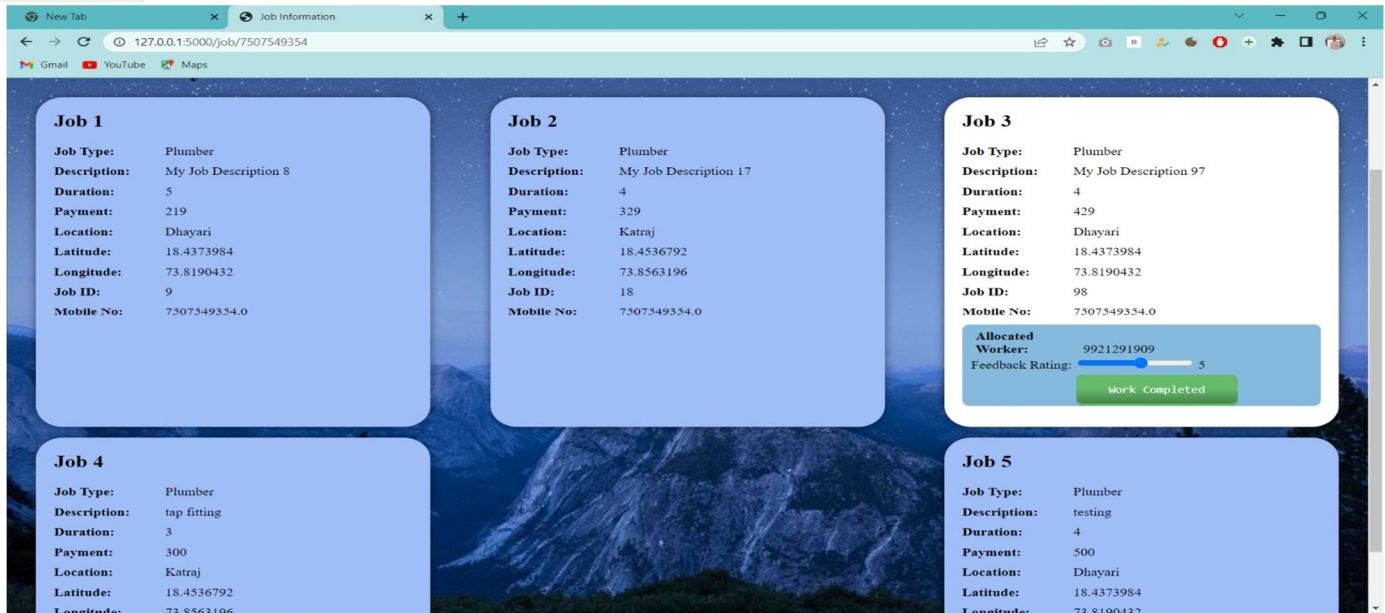 New Tab
Job Information
127.0.0.1:5000/job/7507549354
Gmail
YouTube
Maps
Job 1
Job Type: Plumber
Description: My Job Description 8
Duration: 5
Payment: 219
Location: Dhayari
Latitude: 18.4373984
Longitude: 73.8190432
Job ID: 9
Mobile No: 7507549354.0
Job 2
Job Type: Plumber
Description: My Job Description 17
Duration: 4
Payment: 329
Location: Katraj
Latitude: 18.4536792
Longitude: 73.8563196
Job ID: 18
Mobile No: 7507549354.0
Job 3
Job Type: Plumber
Description: My Job Description 97
Duration: 4
Payment: 429
Location: Dhayari
Latitude: 18.4373984
Longitude: 73.8190432
Job ID: 98
Mobile No: 7507549354.0
Allocated
Worker: 9921291909
Feedback Rating: 5
Work Completed
Job 4
Job Type: Plumber
Description: tap fitting
Duration: 3
Payment: 300
Location: Katraj
Latitude: 18.4536792
Longitude: 73.8563196
Job 5
Job Type: Plumber
Description: testing
Duration: 4
Payment: 500
Location: Dhayari
Latitude: 18.4373984
Longitude: 73.8190432